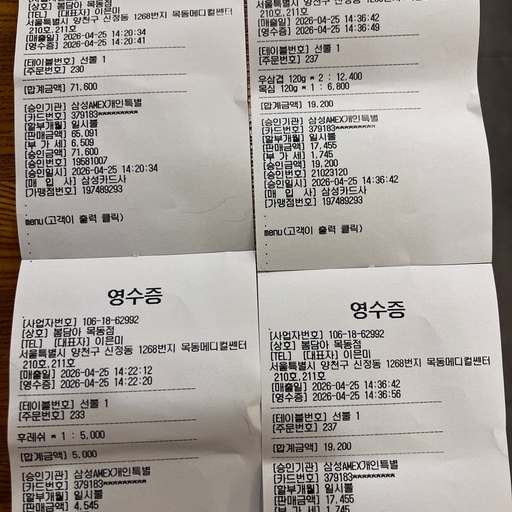 [상호] 봄담아 목동점
[TEL] [대표자] 이은미
서울특별시 양천구 신정동 1268번지 목동메디컬쎈터
210호,211호
[매출일] 2026-04-25 14:20:34
[영수증] 2026-04-25 14:20:41
[테이블번호] 선불 1
[주문번호] 230
[합계금액] 71,600
[승인기관] 삼성AMEX개인특별
[카드번호] 379183*********
[할부개월] 일시불
[판매금액] 65,091
[부 가 세] 6,509
[승인금액] 71,600
[승인번호] 19581007
[승인일시] 2026-04-25 14:20:34
[매 입 사] 삼성카드사
[가맹점번호] 197489293
menu(고객이 출력 클릭)
서울특별시 양천구 신정동 1268번지
210호,211호
[매출일] 2026-04-25 14:36:42
[영수증] 2026-04-25 14:36:49
[테이블번호] 선불 1
[주문번호] 237
우삼겹 120g * 2 : 12,400
목심 120g * 1 : 6,800
[합계금액] 19,200
[승인기관] 삼성AMEX개인특별
[카드번호] 379183*********
[할부개월] 일시불
[판매금액] 17,455
[부 가 세] 1,745
[승인금액] 19,200
[승인번호] 21023120
[승인일시] 2026-04-25 14:36:42
[매 입 사] 삼성카드사
[가맹점번호] 197489293
menu(고객이 출력 클릭)
영수증
[사업자번호] 106-18-62992
[상호] 봄담아 목동점
[TEL] [대표자] 이은미
서울특별시 양천구 신정동 1268번지 목동메디컬쎈터
210호,211호
[매출일] 2026-04-25 14:22:12
[영수증] 2026-04-25 14:22:20
[테이블번호] 선불 1
[주문번호] 233
후레쉬 * 1 : 5,000
[합계금액] 5,000
[승인기관] 삼성AMEX개인특별
[카드번호] 379183*********
[할부개월] 일시불
[판매금액] 4,545
영수증
[사업자번호] 106-18-62992
[상호] 봄담아 목동점
[TEL] [대표자] 이은미
서울특별시 양천구 신정동 1268번지 목동메디컬쎈터
210호,211호
[매출일] 2026-04-25 14:36:42
[영수증] 2026-04-25 14:36:56
[테이블번호] 선불 1
[주문번호] 237
[합계금액] 19,200
[승인기관] 삼성AMEX개인특별
[카드번호] 379183*********
[할부개월] 일시불
[판매금액] 17,455
[부 가 세] 1,745